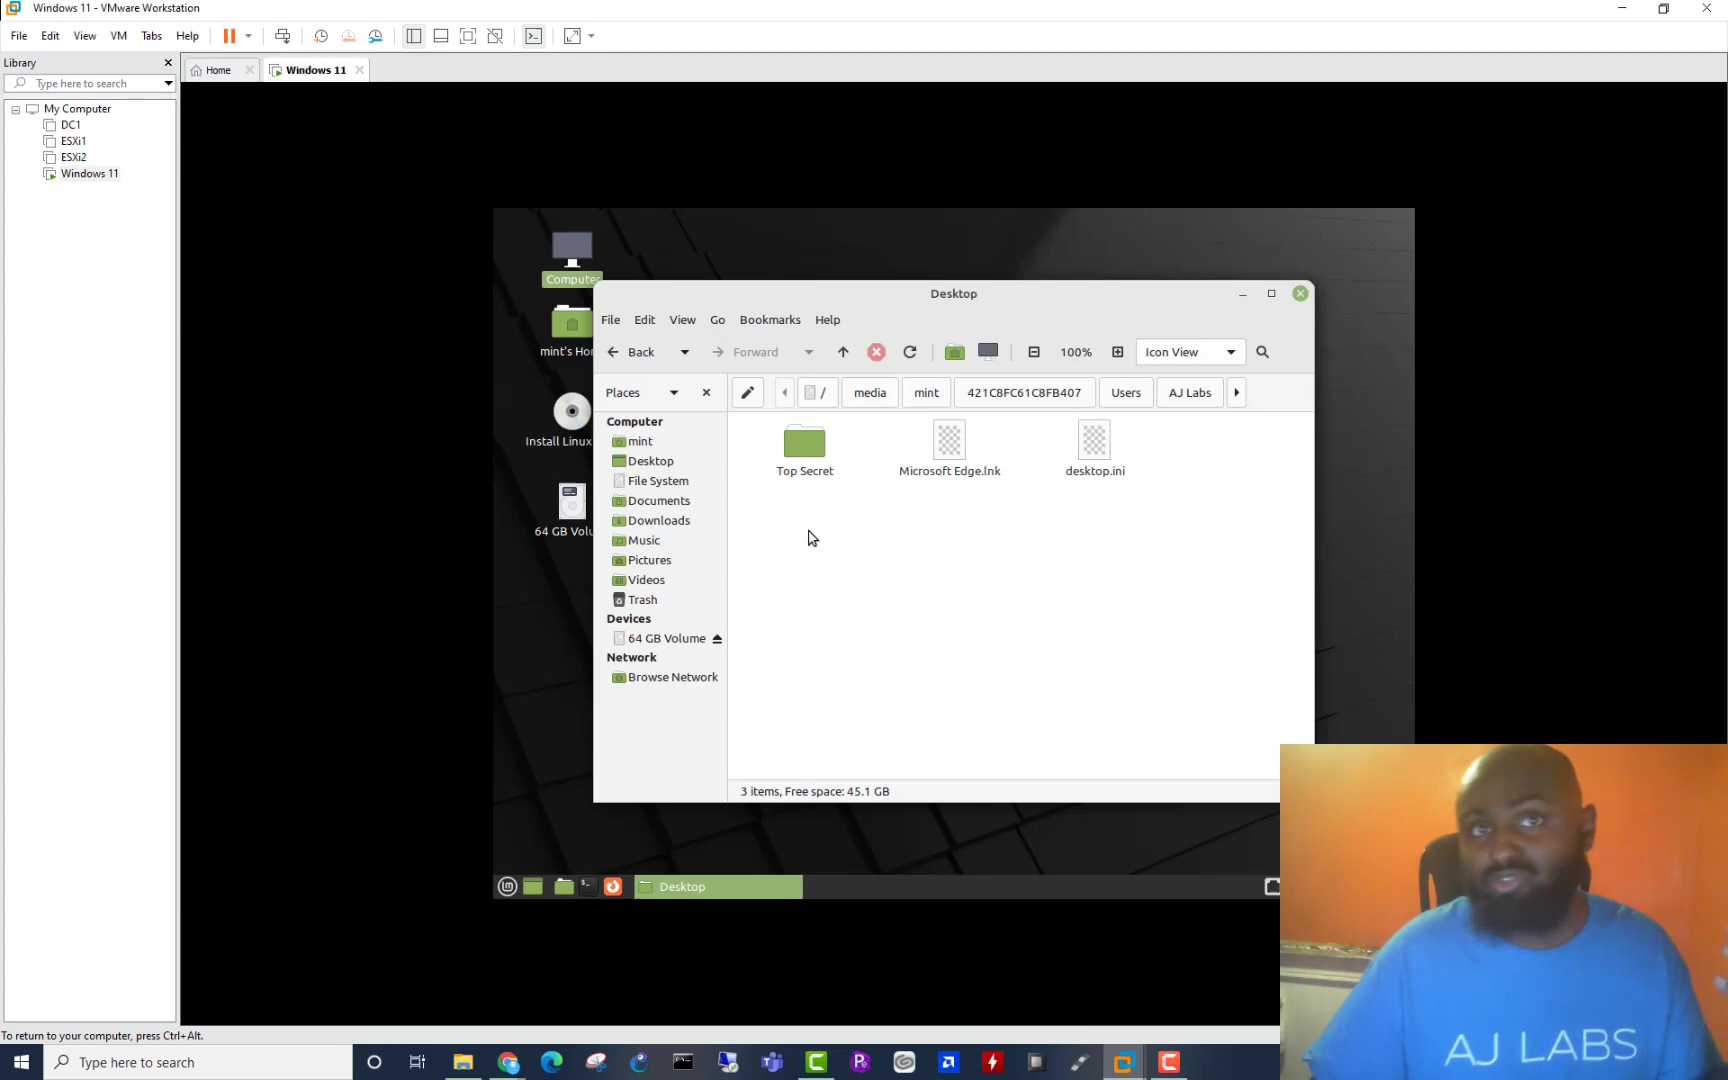 Windows 11 - VMware Workstation
File Edit View VM Tabs Help
Library
Type here to search
My Computer
DC1
ESXi1
ESXi2
Windows 11
Home
Windows 11
Computer
mint's Ho
Install Linux
64 GB Volu
Desktop
File Edit View Go Bookmarks Help
Back Forward 100% Icon View
Places / media mint 421C8FC61C8FB407 Users AJ Labs
Computer
mint
Desktop
File System
Documents
Downloads
Music
Pictures
Videos
Trash
Devices
64 GB Volume
Network
Browse Network
Top Secret
Microsoft Edge.lnk
desktop.ini
3 items, Free space: 45.1 GB
Desktop
AJ LABS
To return to your computer, press Ctrl+Alt.
Type here to search